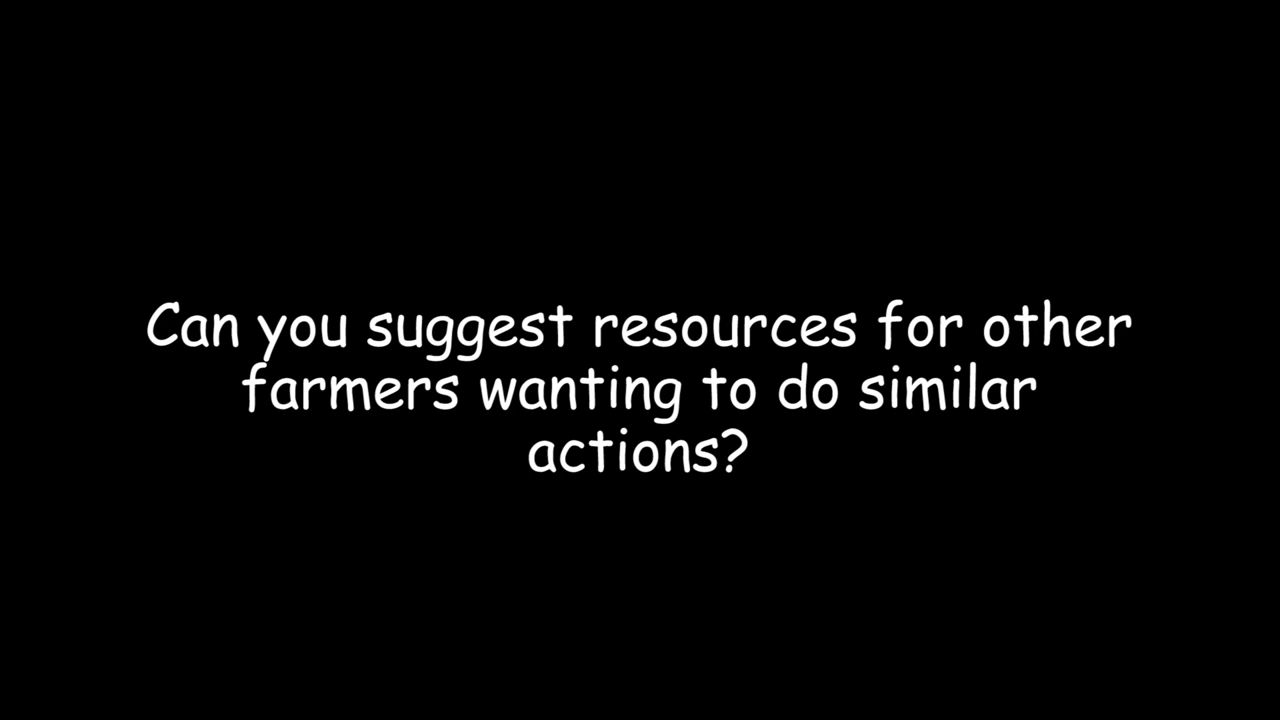 Can you suggest resources for other
farmers wanting to do similar
actions?